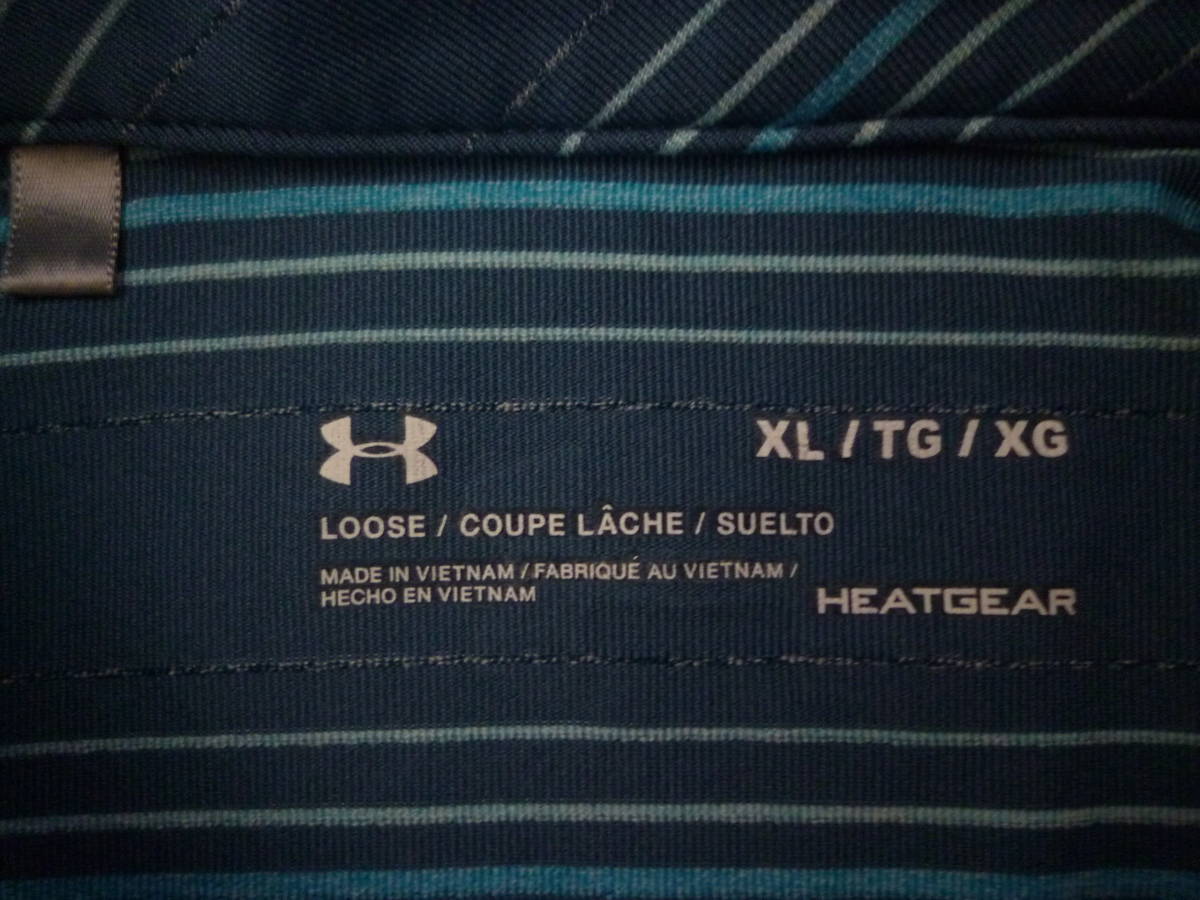 XL / TG / XG
LOOSE / COUPE LÂCHE / SUELTO
MADE IN VIETNAM / FABRIQUÉ AU VIETNAM /
HECHO EN VIETNAM
HEATGEAR